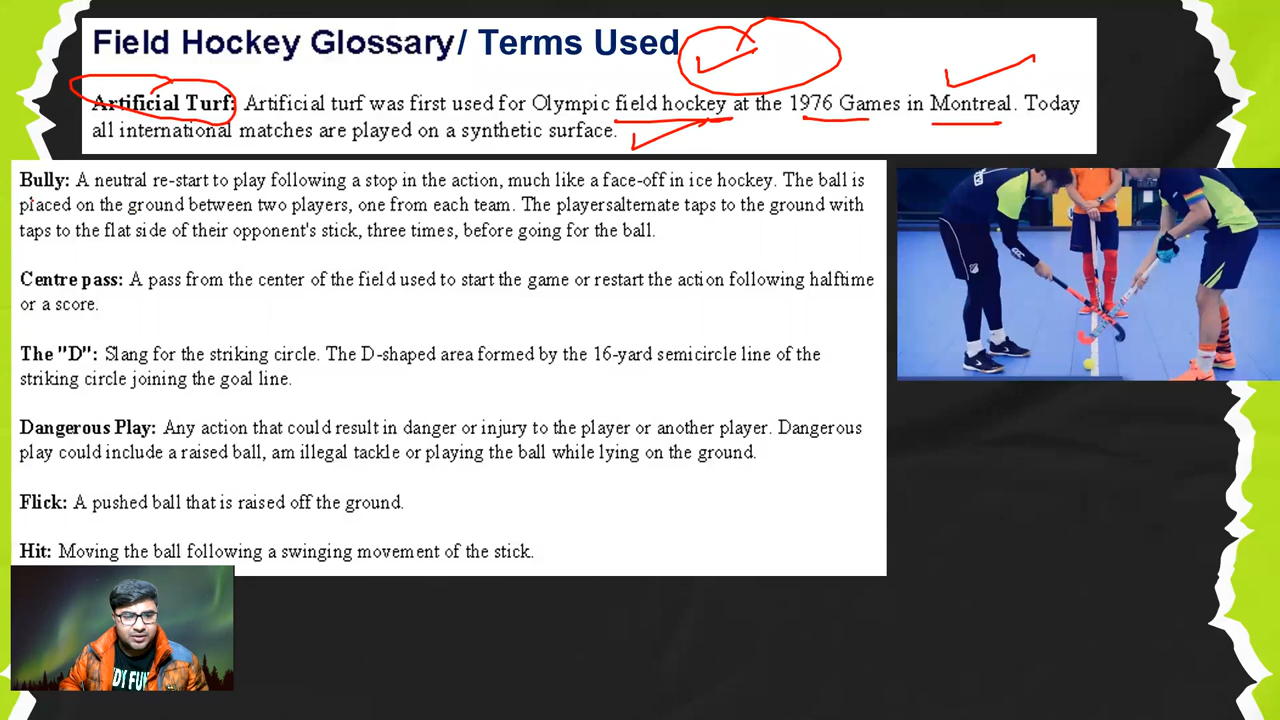 Field Hockey Glossary/ Terms Used
Artificial Turf: Artificial turf was first used for Olympic field hockey at the 1976 Games in Montreal. Today
all international matches are played on a synthetic surface.
Bully: A neutral re-start to play following a stop in the action, much like a face-off in ice hockey. The ball is
placed on the ground between two players, one from each team. The playersalternate taps to the ground with
taps to the flat side of their opponent's stick, three times, before going for the ball.
Centre pass: A pass from the center of the field used to start the game or restart the action following halftime
or a score.
The "D": Slang for the striking circle. The D-shaped area formed by the 16-yard semicircle line of the
striking circle joining the goal line.
Dangerous Play: Any action that could result in danger or injury to the player or another player. Dangerous
play could include a raised ball, am illegal tackle or playing the ball while lying on the ground.
Flick: A pushed ball that is raised off the ground.
Hit: Moving the ball following a swinging movement of the stick.